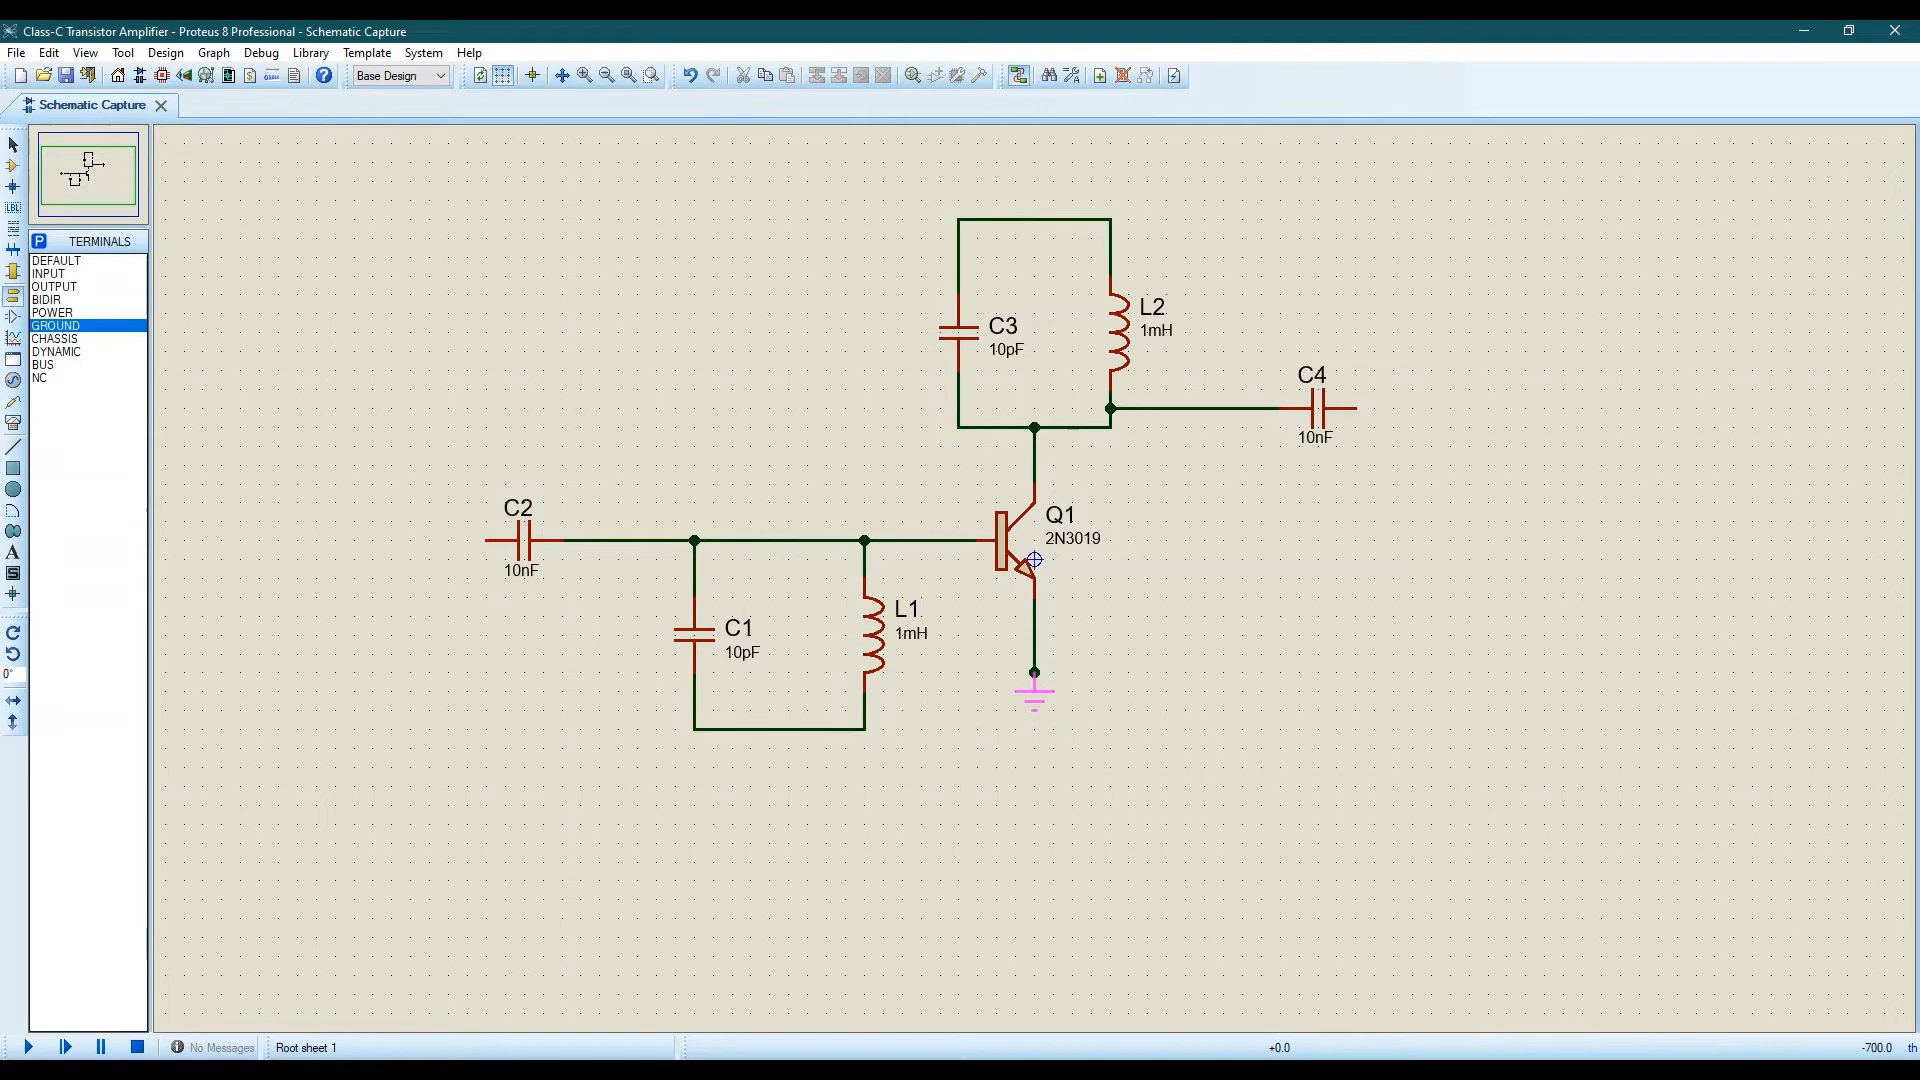 Class-C Transistor Amplifier - Proteus 8 Professional - Schematic Capture
File Edit View Tool Design Graph Debug Graph Library Template System Help
Base Design
Schematic Capture
P TERMINALS
DEFAULT
INPUT
OUTPUT
BIDIR
POWER
GROUND
CHASSIS
DYNAMIC
BUS
NC
LBL
A
S
0°
C3
10pF
L2
1mH
C4
10nF
C2
10nF
Q1
2N3019
C1
10pF
L1
1mH
No Messages
Root sheet 1
+0.0
-700.0
th